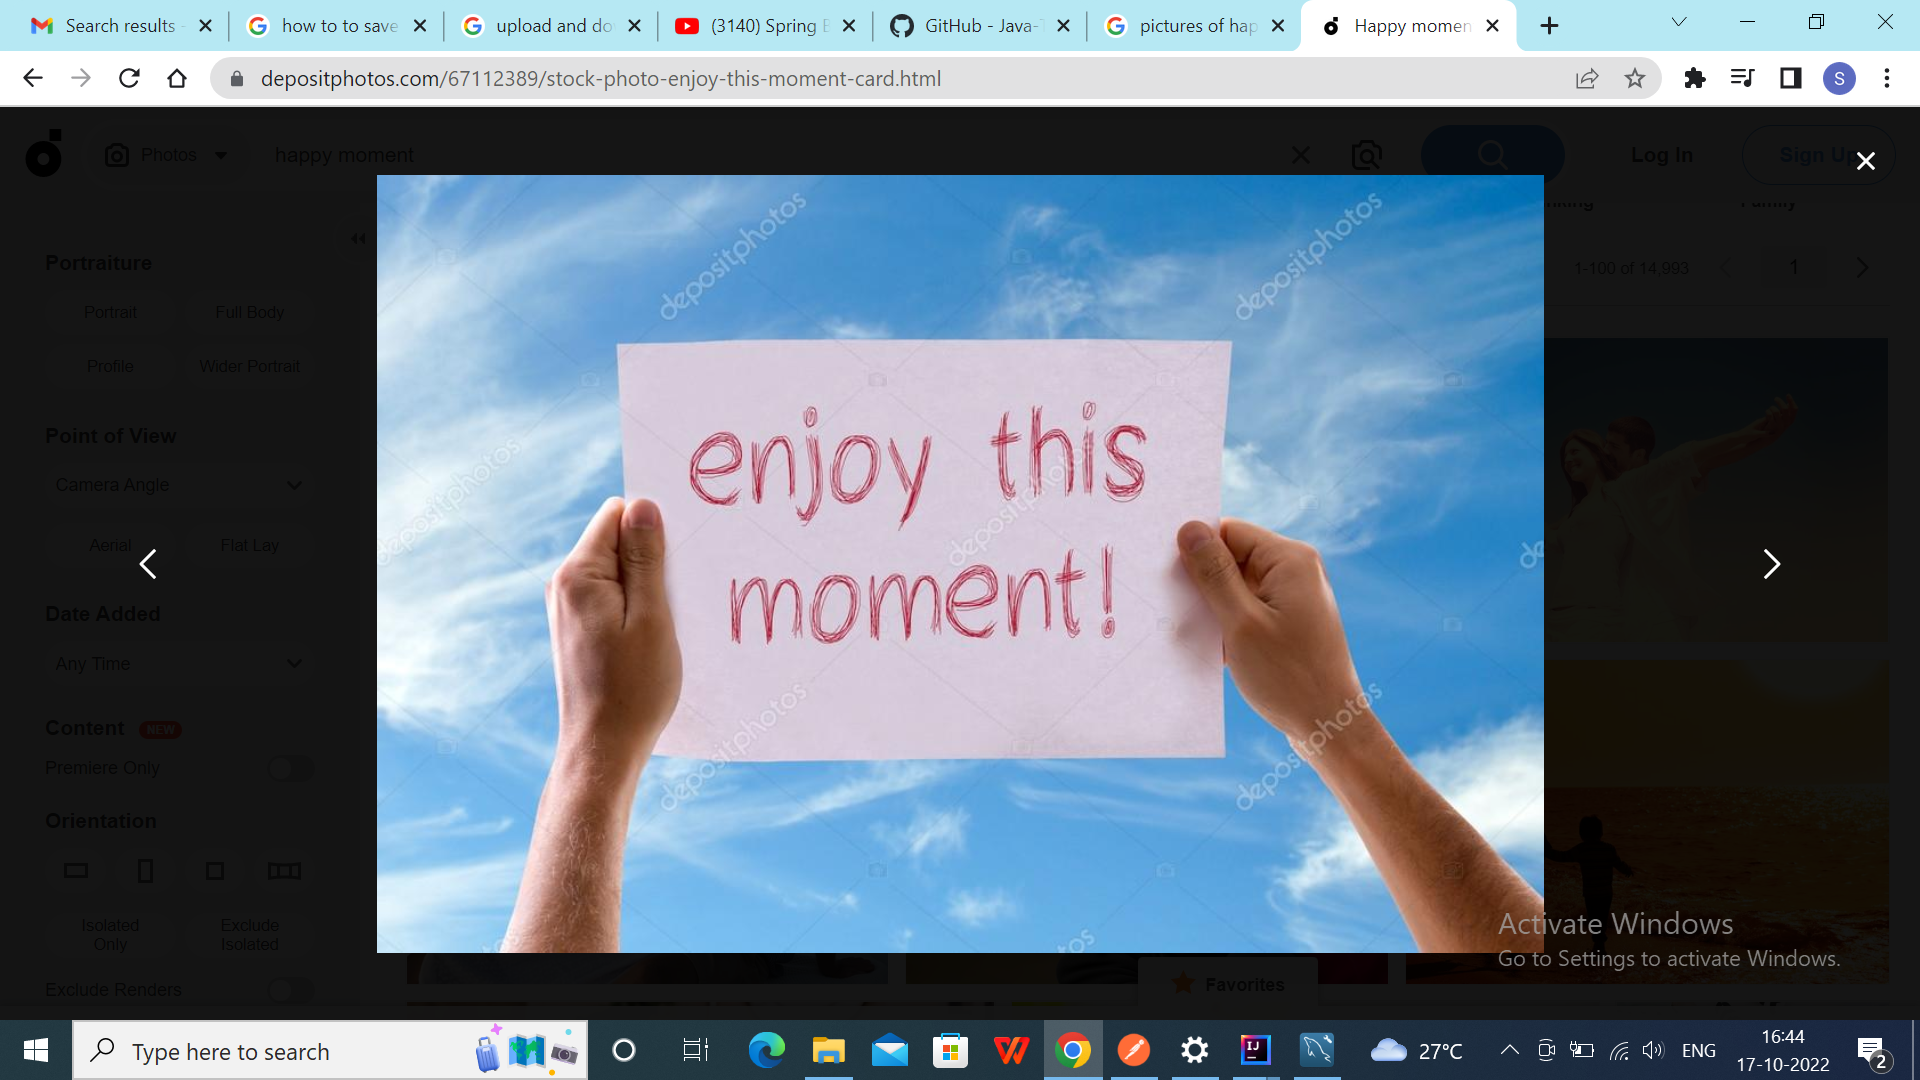 Search results -
how to to save
upload and do
(3140) Spring B
GitHub - Java-T
pictures of hap
Happy momen
depositphotos.com/67112389/stock-photo-enjoy-this-moment-card.html
S
Photos
happy moment
Log In
Sign Up
Family
Portraiture
1-100 of 14,993
1
Portrait
Full Body
Profile
Wider Portrait
Point of View
Camera Angle
Aerial
Flat Lay
Date Added
Any Time
Content NEW
Premiere Only
Orientation
Isolated
Only
Exclude
Isolated
Exclude Renders
depositphotos
depositphotos
enjoy this
moment!
depositphotos
depositphotos
depositphotos
depositphotos
Favorites
Activate Windows
Go to Settings to activate Windows.
Type here to search
27°C
ENG
16:44
17-10-2022
2